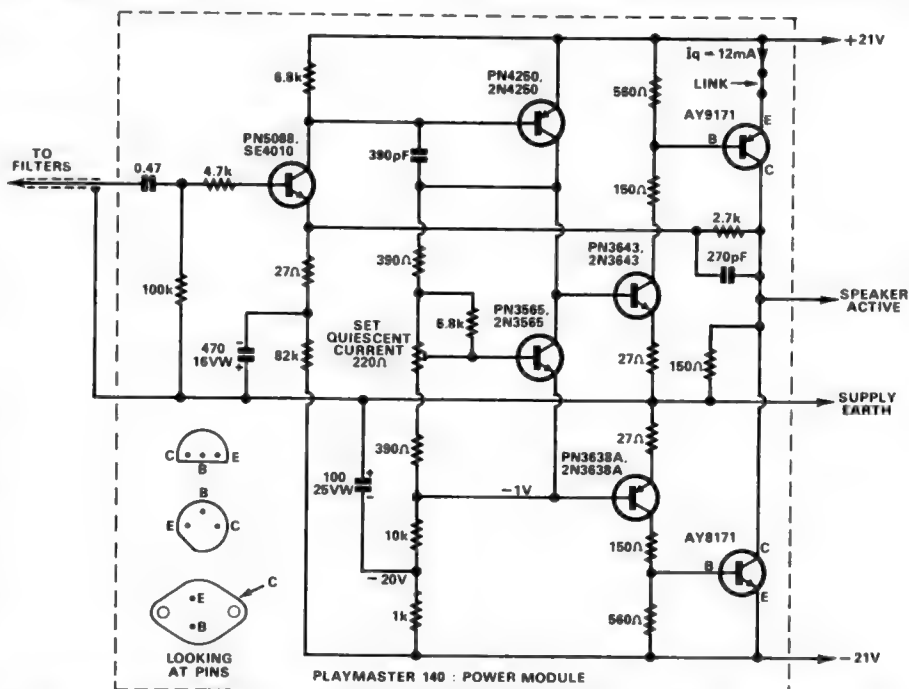 +21V
Iq = 12mA
LINK
6.8k
PN4250,
2N4250
560Ω
AY9171
E
B
C
PN5088,
SE4010
TO
FILTERS
0.47
4.7k
390pF
150Ω
2.7k
270pF
100k
27Ω
390Ω
PN3643,
2N3643
SPEAKER
ACTIVE
470
16VW
82k
SET
QUIESCENT
CURRENT
220Ω
6.8k
PN3565,
2N3565
27Ω
150Ω
SUPPLY
EARTH
C
B
E
B
E
C
C
E
B
LOOKING
AT PINS
100
25VW
390Ω
-1V
10k
-20V
1k
27Ω
PN3638A,
2N3638A
150Ω
560Ω
AY8171
B
C
E
-21V
PLAYMASTER 140 : POWER MODULE